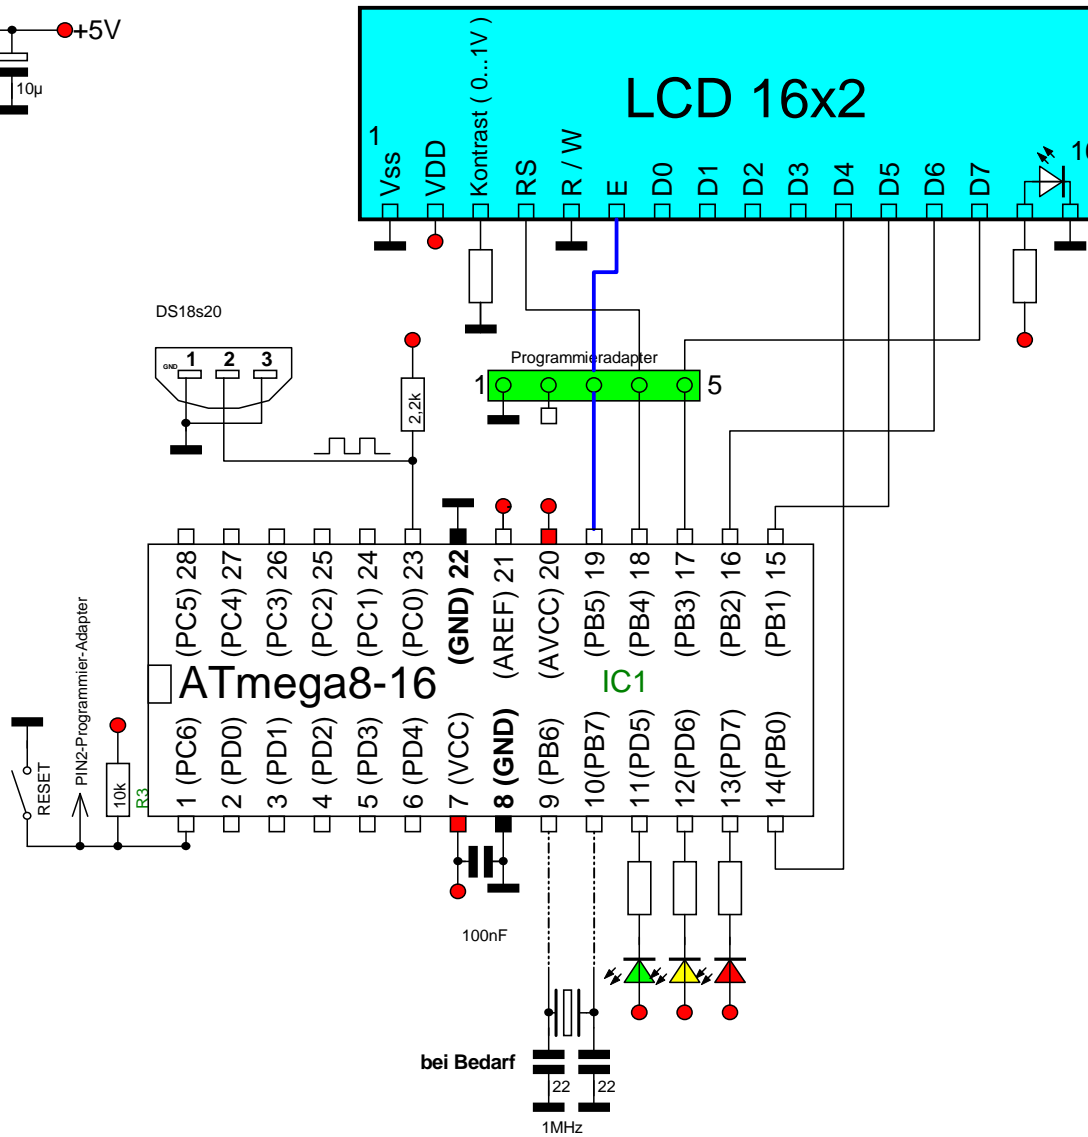 +5V
10µ
LCD 16x2
1
Vss
VDD
Kontrast ( 0...1V )
RS
R / W
E
D0
D1
D2
D3
D4
D5
D6
D7
DS18s20
GND
1
2
3
2,2k
Programmieradapter
1
5
(PC5) 28
(PC4) 27
(PC3) 26
(PC2) 25
(PC1) 24
(PC0) 23
(GND) 22
(AREF) 21
(AVCC) 20
(PB5) 19
(PB4) 18
(PB3) 17
(PB2) 16
(PB1) 15
ATmega8-16
IC1
1 (PC6)
2 (PD0)
3 (PD1)
4 (PD2)
5 (PD3)
6 (PD4)
7 (VCC)
8 (GND)
9 (PB6)
10(PB7)
11(PD5)
12(PD6)
13(PD7)
14(PB0)
RESET
PIN2-Programmier-Adapter
10k
R3
100nF
bei Bedarf
22
22
1MHz